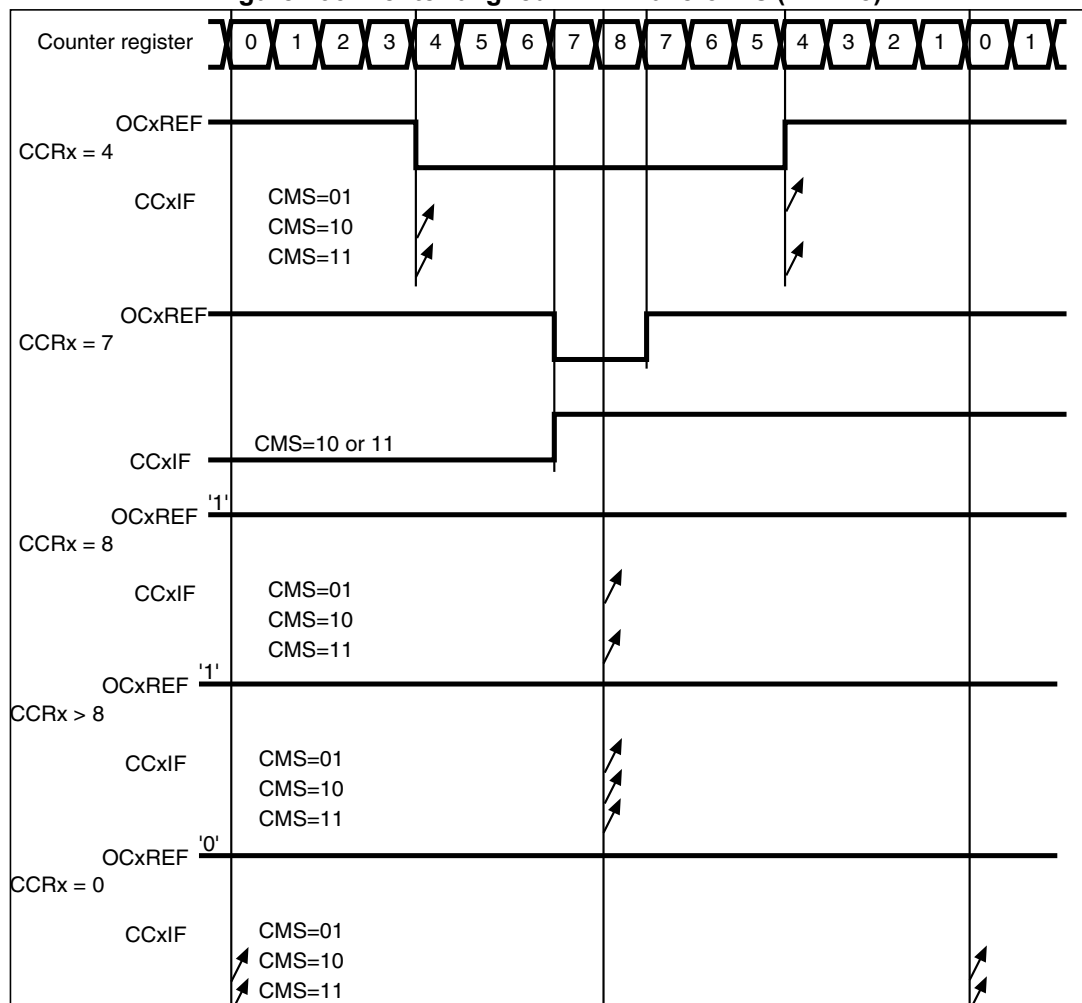 Counter register 0 1 2 3 4 5 6 7 8 7 6 5 4 3 2 1 0 1
OCxREF
CCRx = 4
CCxIF CMS=01
CMS=10
CMS=11
OCxREF
CCRx = 7
CMS=10 or 11
CCxIF
'1'
OCxREF
CCRx = 8
CCxIF CMS=01
CMS=10
CMS=11
'1'
OCxREF
CCRx > 8
CCxIF CMS=01
CMS=10
CMS=11
'0'
OCxREF
CCRx = 0
CCxIF CMS=01
CMS=10
CMS=11